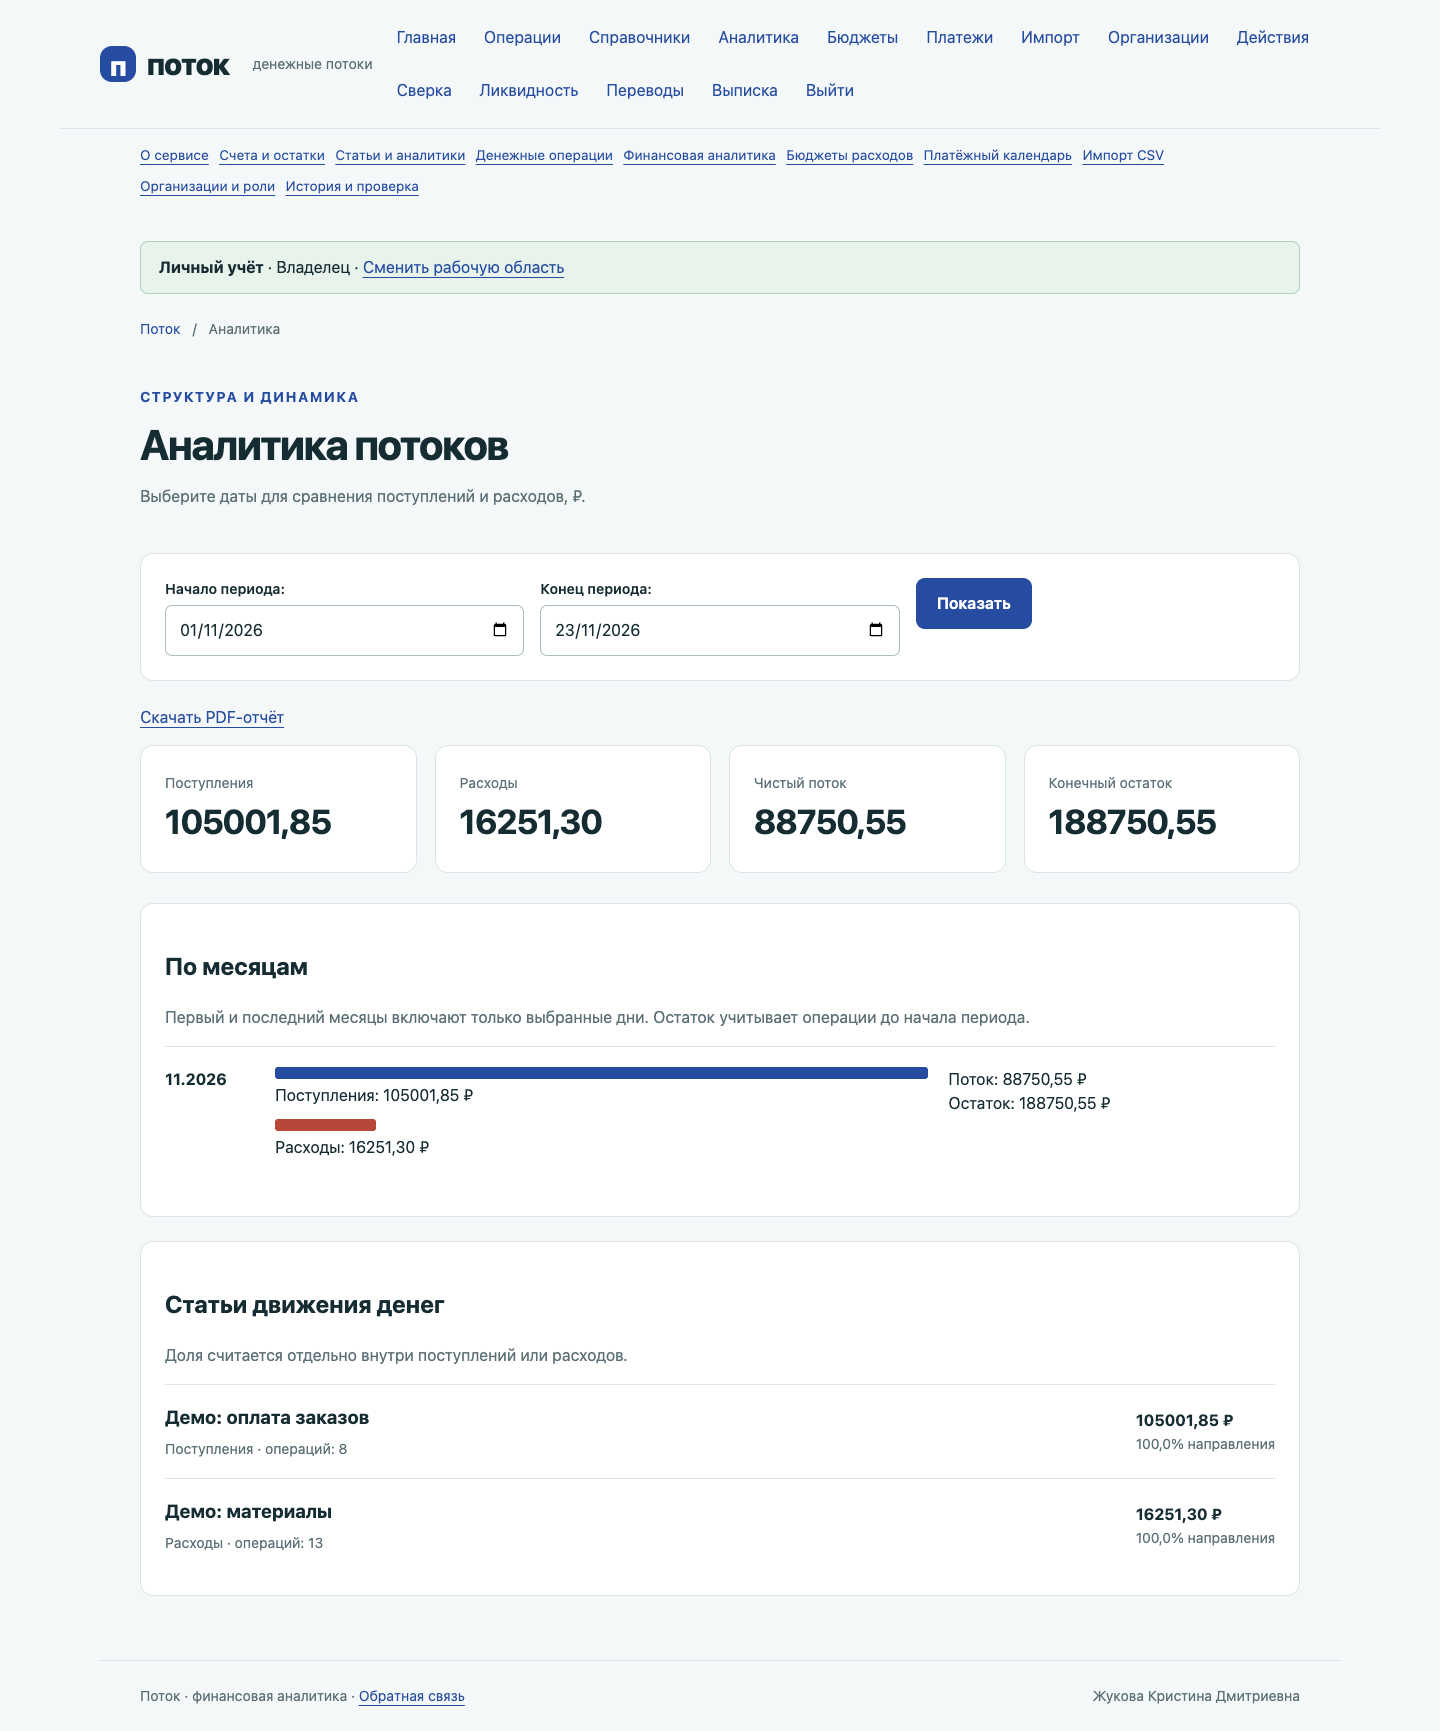 п поток денежные потоки
Главная Операции Справочники Аналитика Бюджеты Платежи Импорт Организации Действия
Сверка Ликвидность Переводы Выписка Выйти
О сервисе Счета и остатки Статьи и аналитики Денежные операции Финансовая аналитика Бюджеты расходов Платёжный календарь Импорт CSV
Организации и роли История и проверка
Личный учёт · Владелец · Сменить рабочую область
Поток / Аналитика
СТРУКТУРА И ДИНАМИКА
Аналитика потоков
Выберите даты для сравнения поступлений и расходов, ₽.
Начало периода: Конец периода:
01/11/2026 23/11/2026 Показать
Скачать PDF-отчёт
Поступления Расходы Чистый поток Конечный остаток
105001,85 16251,30 88750,55 188750,55
По месяцам
Первый и последний месяцы включают только выбранные дни. Остаток учитывает операции до начала периода.
11.2026 Поток: 88750,55 ₽
Поступления: 105001,85 ₽ Остаток: 188750,55 ₽
Расходы: 16251,30 ₽
Статьи движения денег
Доля считается отдельно внутри поступлений или расходов.
Демо: оплата заказов 105001,85 ₽
Поступления · операций: 8 100,0% направления
Демо: материалы 16251,30 ₽
Расходы · операций: 13 100,0% направления
Поток · финансовая аналитика · Обратная связь Жукова Кристина Дмитриевна